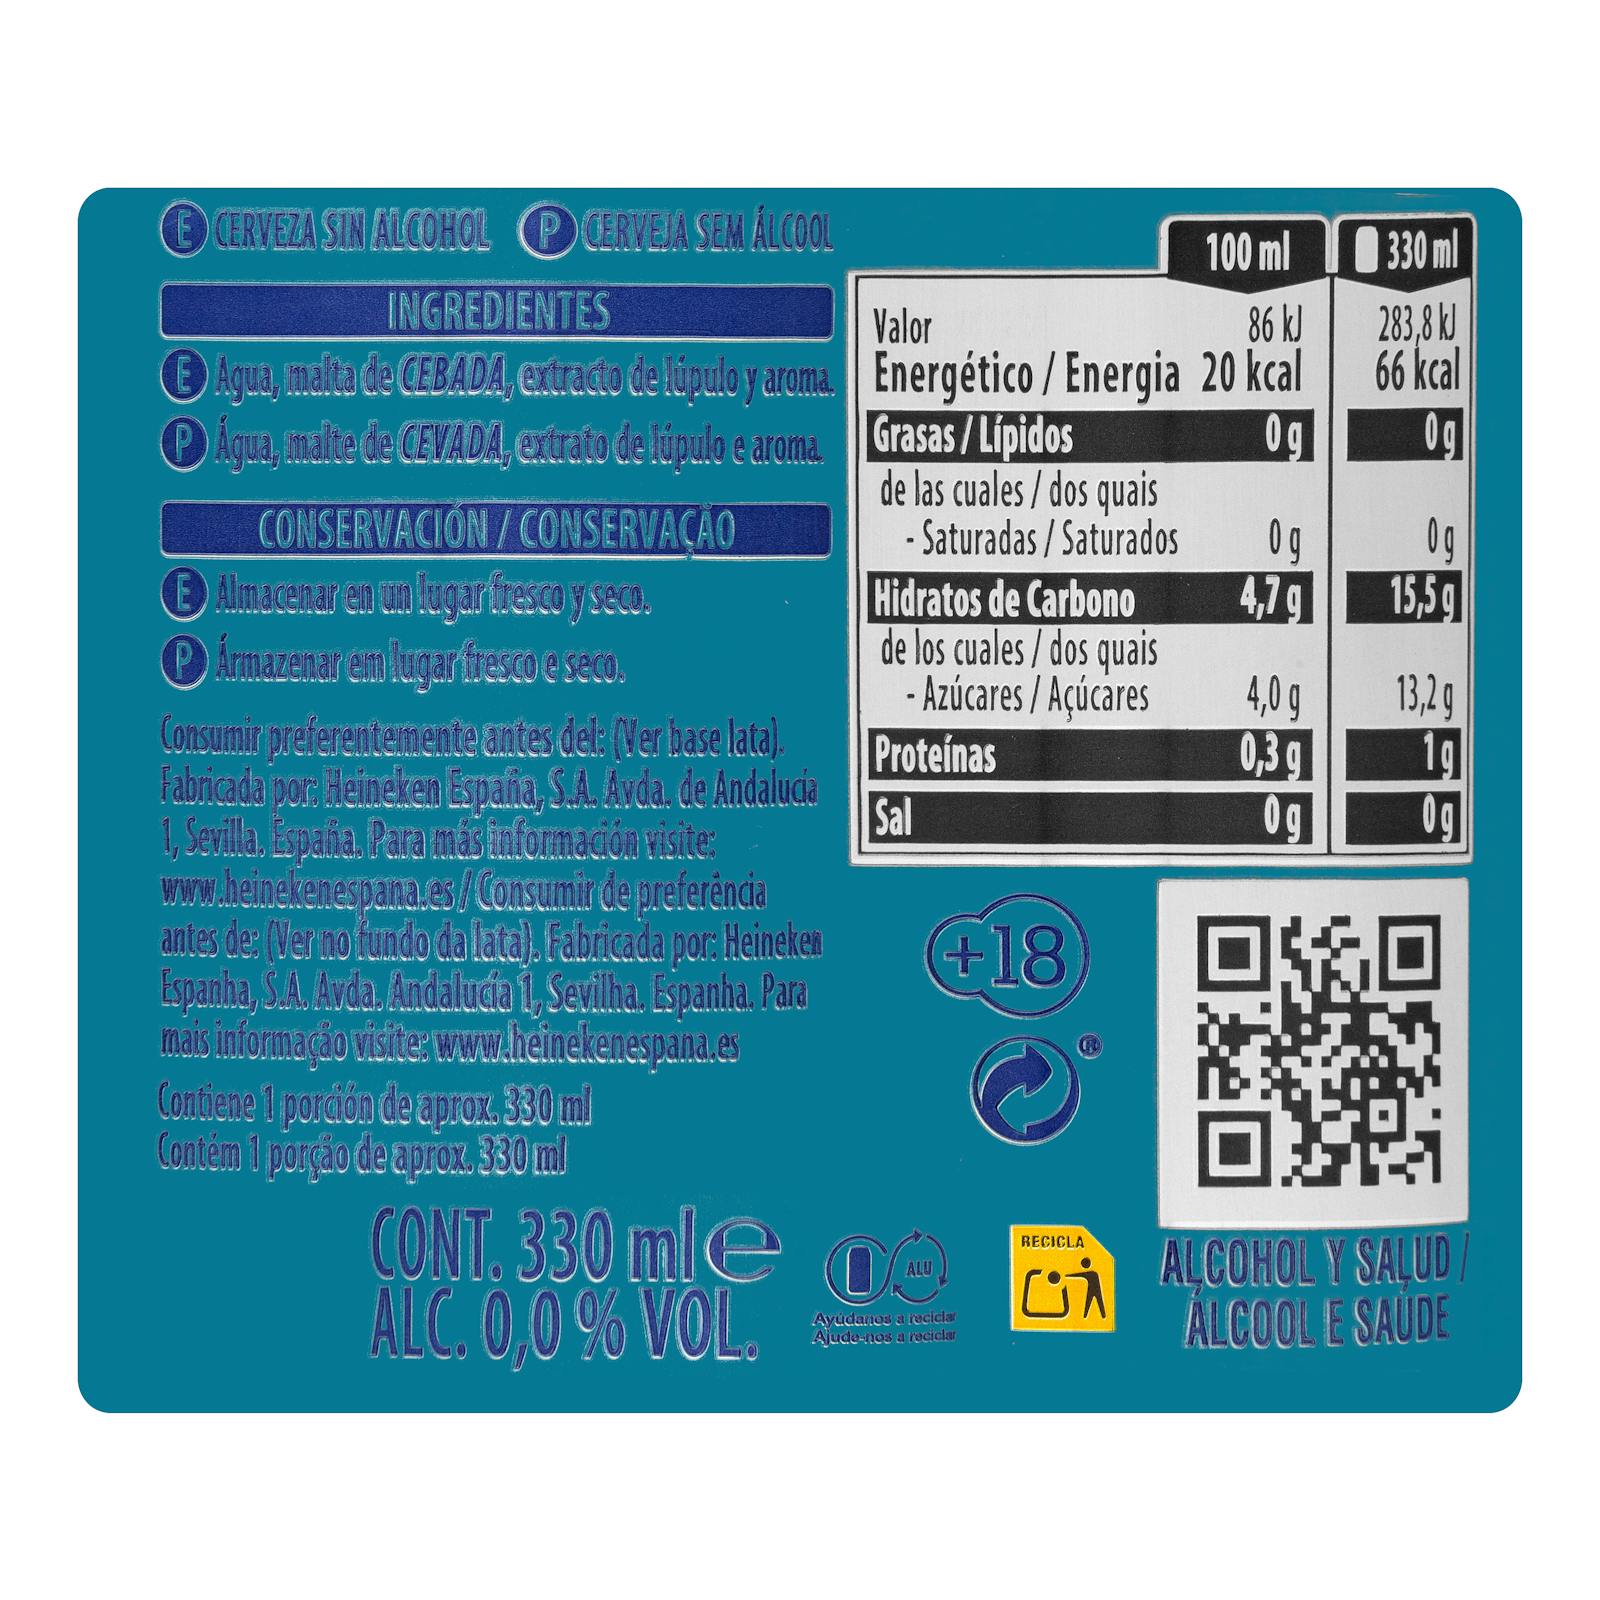 E CERVEZA SIN ALCOHOL P CERVEJA SEM ÁLCOOL
INGREDIENTES
E Agua, malta de CEBADA, extracto de lúpulo y aroma.
P Água, malte de CEVADA, extrato de lúpulo e aroma.
CONSERVACIÓN / CONSERVAÇÃO
E Almacenar en un lugar fresco y seco.
P Ármazenar em lugar fresco e seco.
Consumir preferentemente antes del: (Ver base lata).
Fabricada por: Heineken España, S.A. Avda. de Andalucía
1, Sevilla. España. Para más información visite:
www.heinekenespana.es / Consumir de preferência
antes de: (Ver no fundo da lata). Fabricada por: Heineken
Espanha, S.A. Avda. Andalucía 1, Sevilha. Espanha. Para
mais informação visite: www.heinekenespana.es
Contiene 1 porción de aprox. 330 ml
Contém 1 porção de aprox. 330 ml
CONT. 330 ml e
ALC. 0,0 % VOL.
100 ml 330 ml
Valor 86 kJ 283,8 kJ
Energético / Energia 20 kcal 66 kcal
Grasas / Lípidos 0 g 0 g
de las cuales / dos quais
- Saturadas / Saturados 0 g 0 g
Hidratos de Carbono 4,7 g 15,5 g
de los cuales / dos quais
- Azúcares / Açúcares 4,0 g 13,2 g
Proteínas 0,3 g 1 g
Sal 0 g 0 g
+18
®
ALU
Ayúdanos a reciclar
Ajude-nos a reciclar
RECICLA
ALCOHOL Y SALUD /
ÁLCOOL E SAÚDE